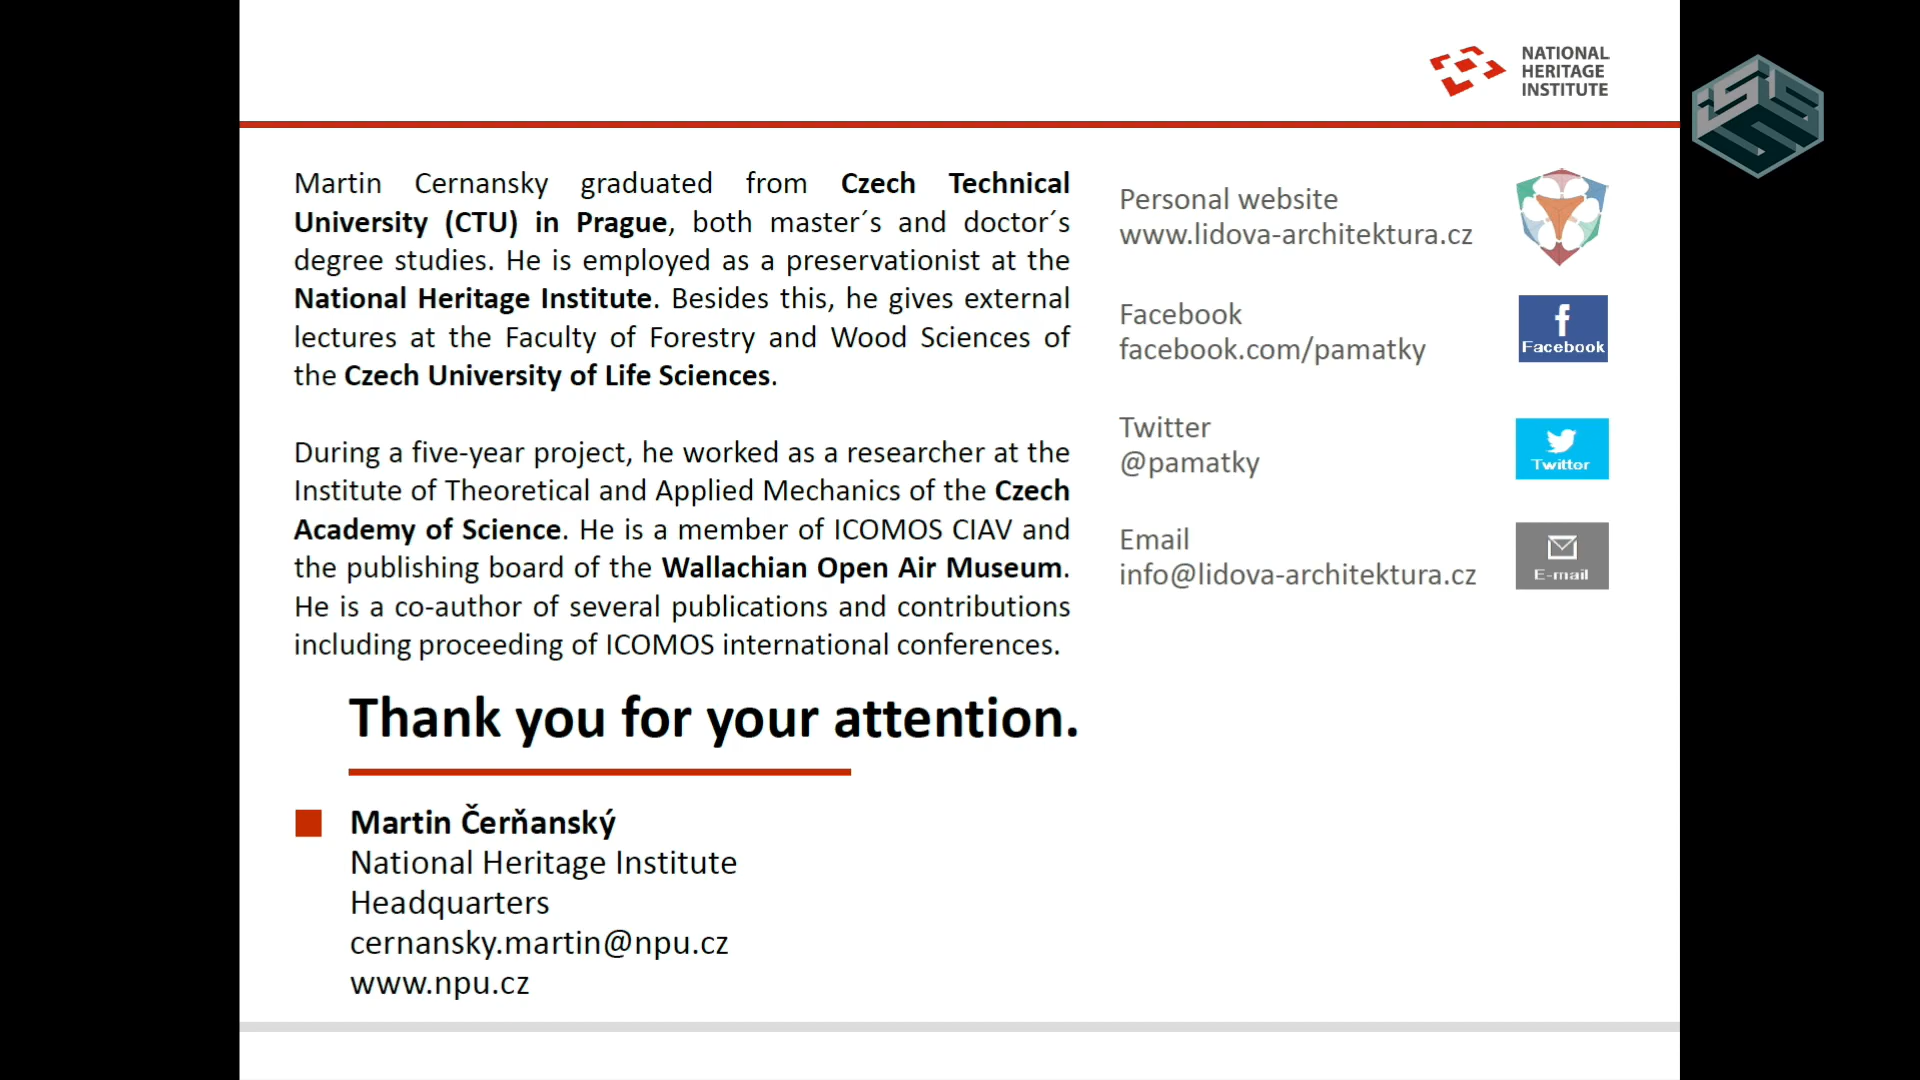 NATIONAL
HERITAGE
INSTITUTE
ISSS
Martin Cernansky graduated from Czech Technical
University (CTU) in Prague, both master´s and doctor´s
degree studies. He is employed as a preservationist at the
National Heritage Institute. Besides this, he gives external
lectures at the Faculty of Forestry and Wood Sciences of
the Czech University of Life Sciences.
During a five-year project, he worked as a researcher at the
Institute of Theoretical and Applied Mechanics of the Czech
Academy of Science. He is a member of ICOMOS CIAV and
the publishing board of the Wallachian Open Air Museum.
He is a co-author of several publications and contributions
including proceeding of ICOMOS international conferences.
Personal website
www.lidova-architektura.cz
Facebook
facebook.com/pamatky
Facebook
Twitter
@pamatky
Twitter
Email
info@lidova-architektura.cz
E-mail
Thank you for your attention.
Martin Čerňanský
National Heritage Institute
Headquarters
cernansky.martin@npu.cz
www.npu.cz